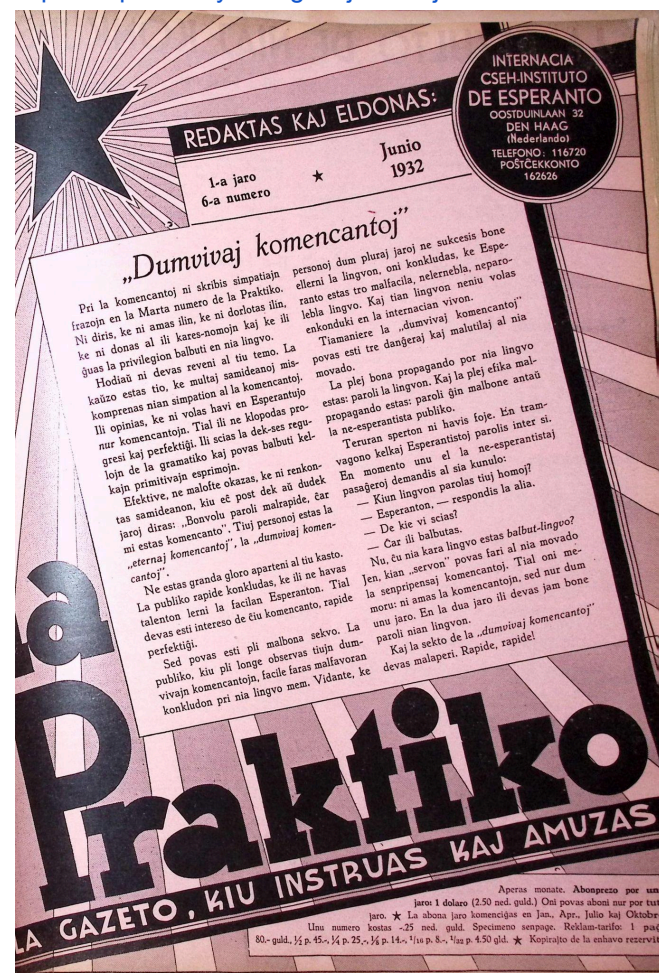 INTERNACIA
CSEH-INSTITUTO
DE ESPERANTO
OOSTDUINLAAN 32
DEN HAAG
(Nederlando)
TELEFONO: 116720
POŜTĈEKKONTO
162626
REDAKTAS KAJ ELDONAS:
1-a jaro
6-a numero
★
Junio
1932
„Dumvivaj komencantoj”
Pri la komencantoj ni skribis simpatiajn
frazojn en la Marta numero de la Praktiko.
Ni diris, ke ni amas ilin, ke ni dorlotas ilin,
ke ni donas al ili kares-nomojn kaj ke ili
ĝuas la privilegion balbuti en nia lingvo.
Hodiaŭ ni devas reveni al tiu temo. La
kaŭzo estas tio, ke multaj samideanoj mis-
komprenas nian simpation al la komencantoj.
Ili opinias, ke ni volas havi en Esperantujo
nur komencantojn. Tial ili ne klopodas pro-
gresi kaj perfektiĝi. Ili scias la dek-ses regu-
lojn de la gramatiko kaj povas balbuti kel-
kajn primitivajn esprimojn.
Efektive, ne malofte okazas, ke ni renkon-
tas samideanon, kiu eĉ post dek aŭ dudek
jaroj diras: „Bonvolu paroli malrapide, ĉar
mi estas komencanto”. Tiuj personoj estas la
„eternaj komencantoj”, la „dumvivaj komen-
cantoj”.
Ne estas granda gloro aparteni al tiu kasto.
La publiko rapide konkludas, ke ili ne havas
talenton lerni la facilan Esperanton. Tial
devas esti intereso de ĉiu komencanto, rapide
perfektiĝi.
Sed povas esti pli malbona sekvo. La
publiko, kiu pli longe observas tiujn dum-
vivajn komencantojn, facile faras malfavoran
konkludon pri nia lingvo mem. Vidante, ke
personoj dum pluraj jaroj ne sukcesis bone
ellerni la lingvon, oni konkludas, ke Espe-
ranto estas tro malfacila, nelernebla, neparo-
lebla lingvo. Kaj tian lingvon neniu volas
enkonduki en la internacian vivon.
Tiamaniere la „dumvivaj komencantoj”
povas esti tre danĝeraj kaj malutilaj al nia
movado.
La plej bona propagando por nia lingvo
estas: paroli la lingvon. Kaj la plej efika mal-
propagando estas: paroli ĝin malbone antaŭ
la ne-esperantista publiko.
Teruran sperton ni havis foje. En tram-
vagono kelkaj Esperantistoj parolis inter si.
En momento unu el la ne-esperantistaj
pasaĝeroj demandis al sia kunulo:
— Kiun lingvon parolas tiuj homoj?
— Esperanton, — respondis la alia.
— De kie vi scias?
— Ĉar ili balbutas.
Nu, ĉu nia kara lingvo estas balbut-lingvo?
Jen, kian „servon” povas fari al nia movado
la senpripensaj komencantoj. Tial oni me-
moru: ni amas la komencantojn, sed nur dum
unu jaro. En la dua jaro ili devas jam bone
paroli nian lingvon.
Kaj la sekto de la „dumvivaj komencantoj”
devas malaperi. Rapide, rapide!
la
Praktiko
LA GAZETO, KIU INSTRUAS KAJ AMUZAS
Aperas monate. Abonprezo por un
jaro: 1 dolaro (2.50 ned. guld.) Oni povas aboni nur por tut
jaro. ★ La abona jaro komenciĝas en Jan., Apr., Julio kaj Oktobr
Unu numero kostas -.25 ned. guld. Specimeno senpage. Reklam-tarifo: 1 paĝ
80.- guld., ½ p. 45.-, ¼ p. 25.-, ⅛ p. 14.-, 1/16 p. 8.-, 1/32 p. 4.50 gld. ★ Kopirajto de la enhavo rezervit